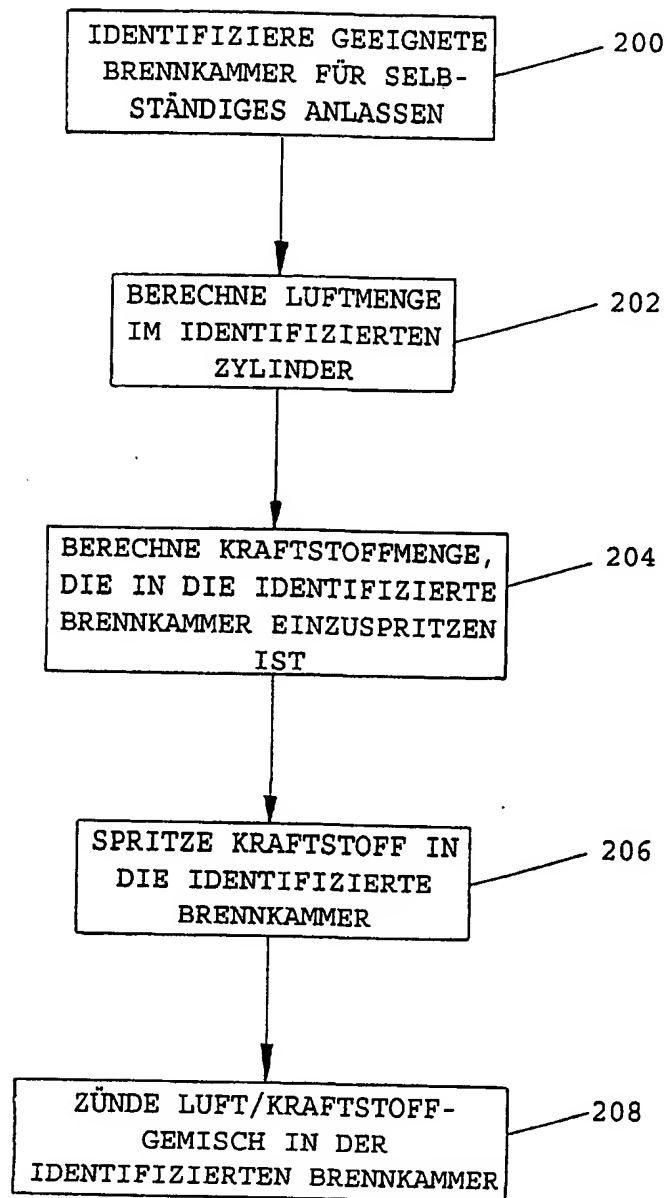 IDENTIFIZIERE GEEIGNETE
BRENNKAMMER FÜR SELB-
STÄNDIGES ANLASSEN
200
BERECHNE LUFTMENGE
IM IDENTIFIZIERTEN
ZYLINDER
202
BERECHNE KRAFTSTOFFMENGE,
DIE IN DIE IDENTIFIZIERTE
BRENNKAMMER EINZUSPRITZEN
IST
204
SPRITZE KRAFTSTOFF IN
DIE IDENTIFIZIERTE
BRENNKAMMER
206
ZÜNDE LUFT/KRAFTSTOFF-
GEMISCH IN DER
IDENTIFIZIERTEN BRENNKAMMER
208